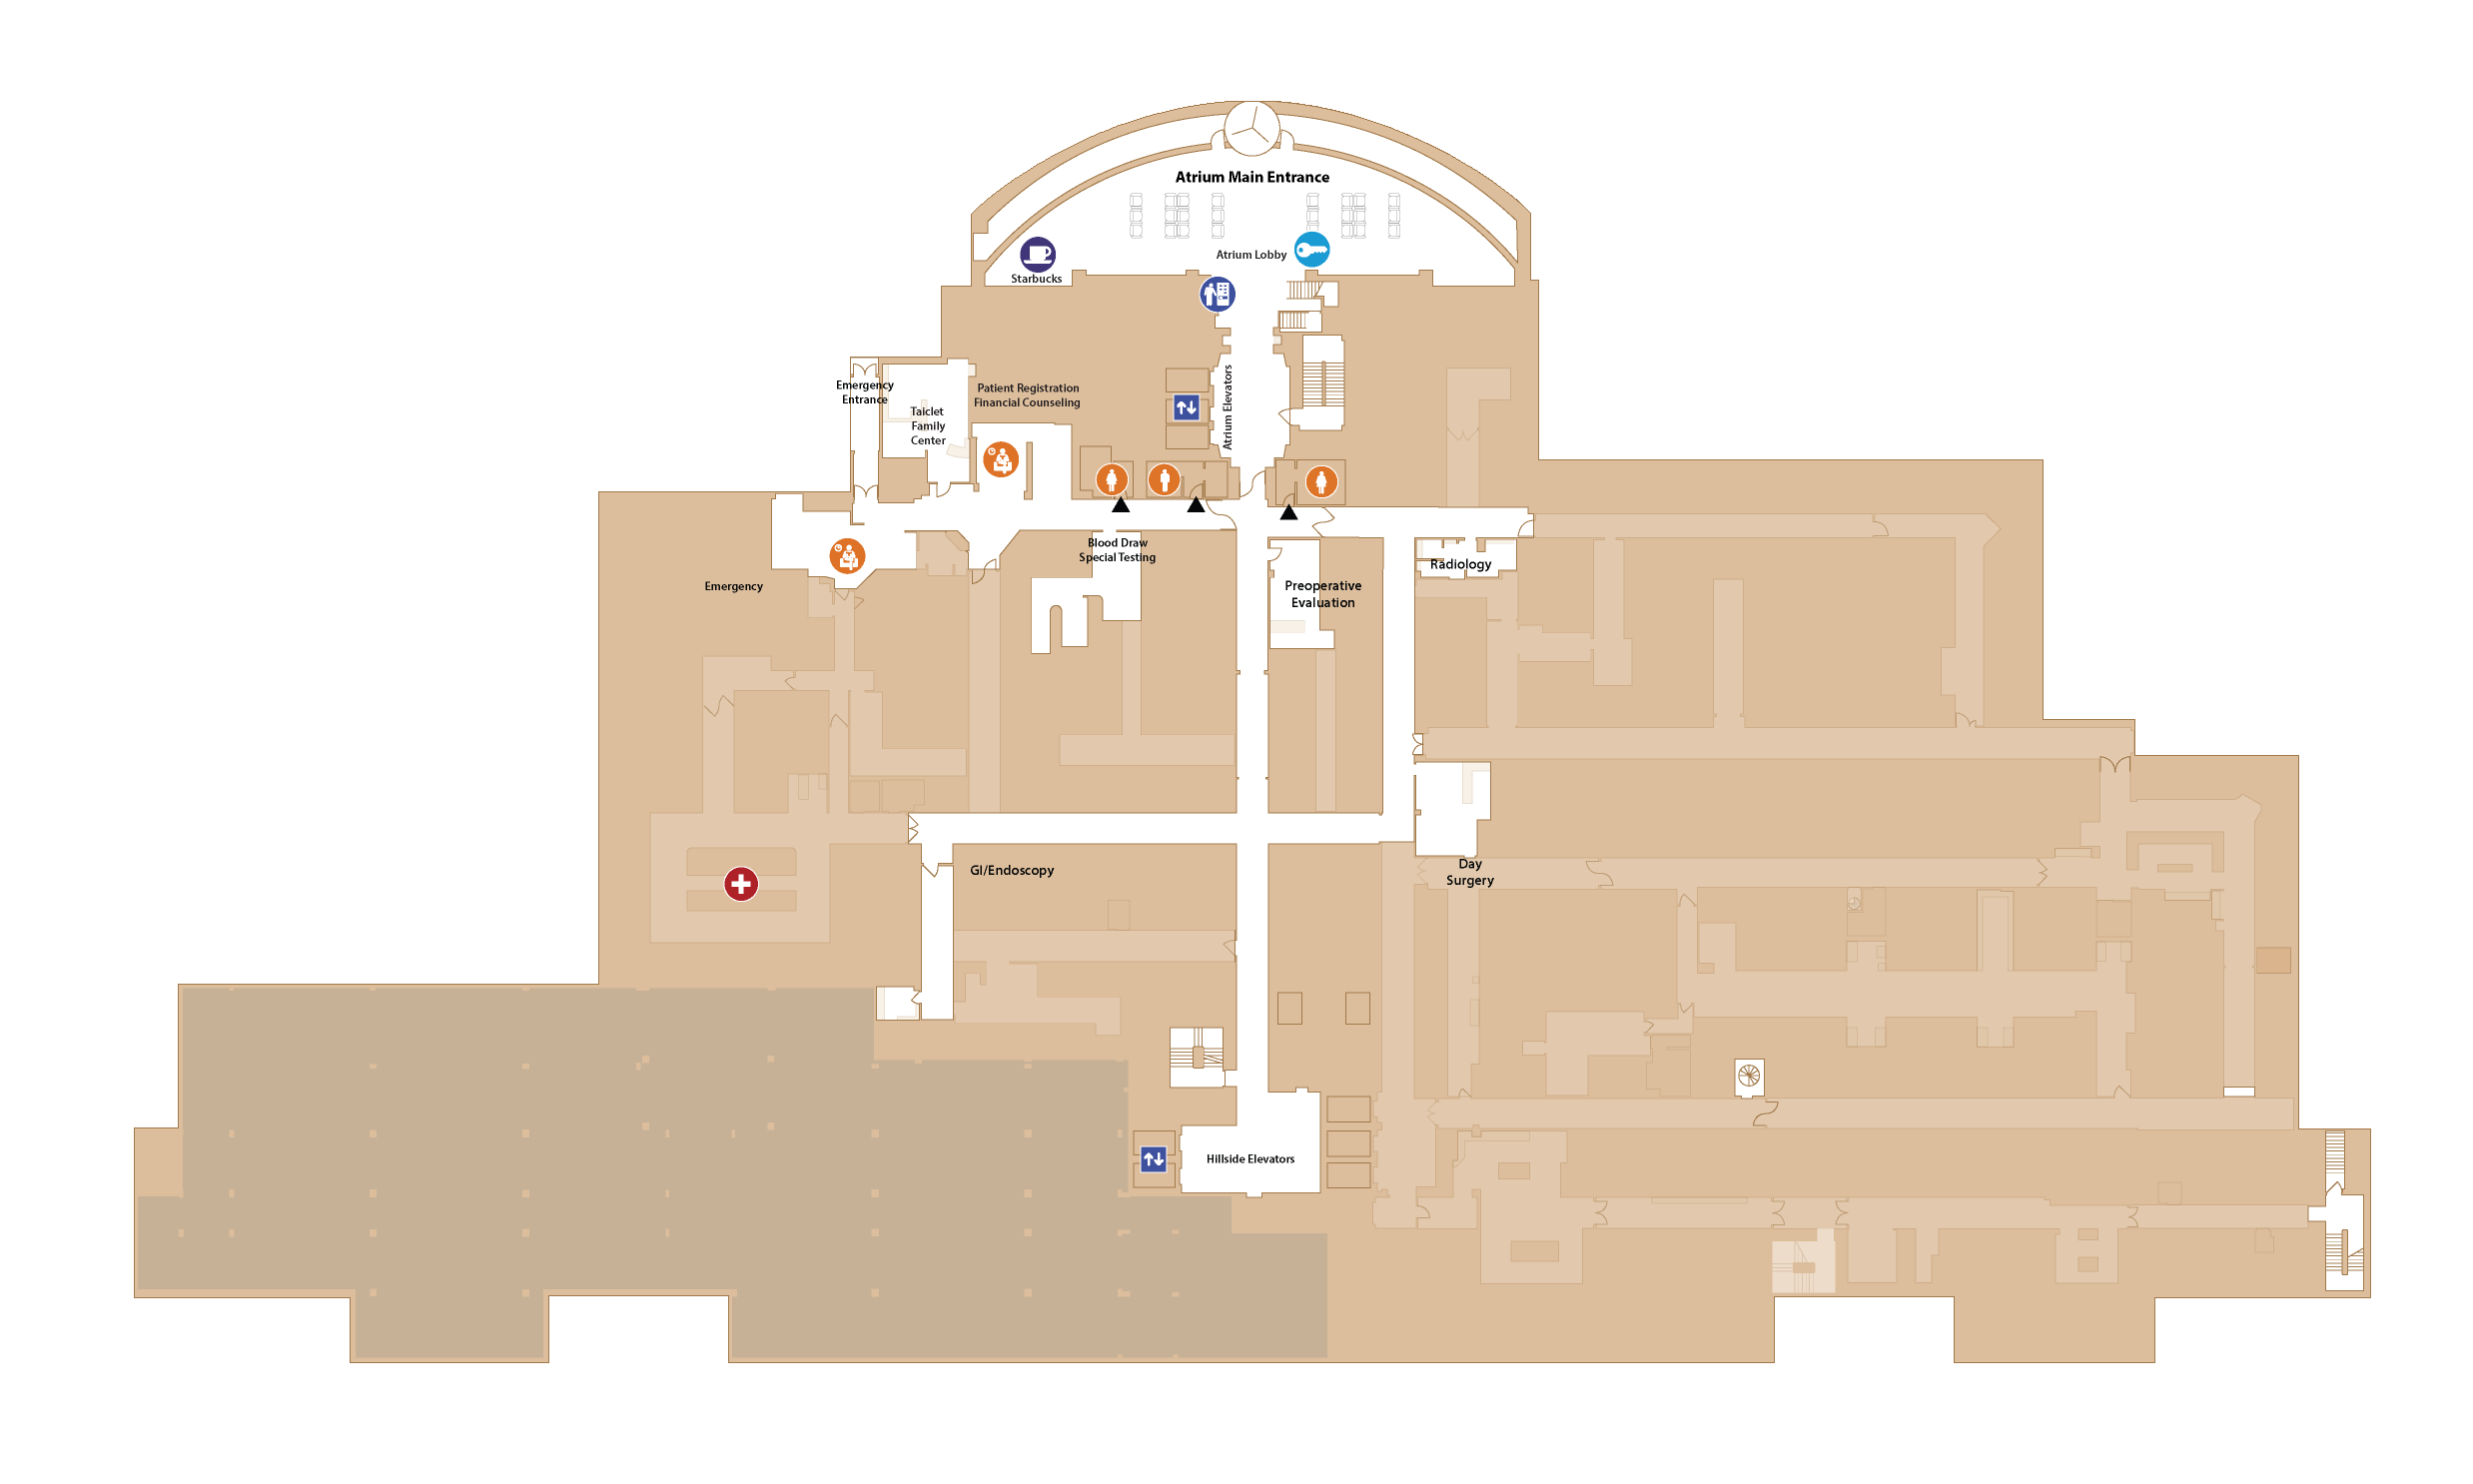 Atrium Main Entrance
Atrium Lobby
Starbucks
Emergency
Entrance
Taiclet
Family
Center
Patient Registration
Financial Counseling
Atrium Elevators
Blood Draw
Special Testing
Emergency
Preoperative
Evaluation
Radiology
GI/Endoscopy
Day
Surgery
Hillside Elevators